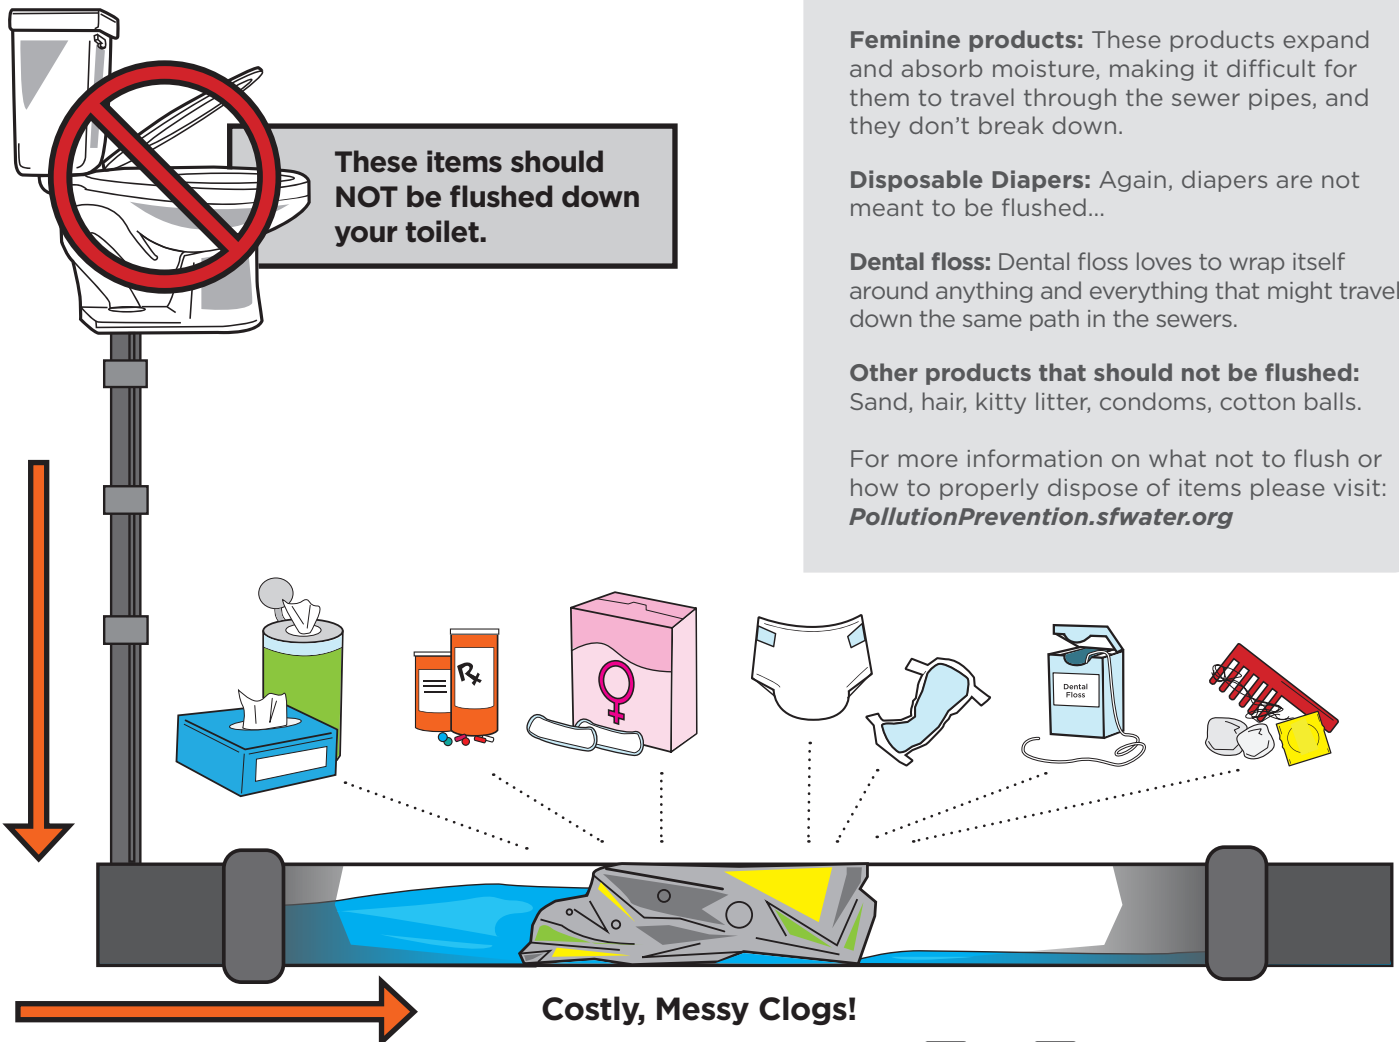 Feminine products: These products expand
and absorb moisture, making it difficult for
them to travel through the sewer pipes, and
they don't break down.
Disposable Diapers: Again, diapers are not
meant to be flushed...
Dental floss: Dental floss loves to wrap itself
around anything and everything that might travel
down the same path in the sewers.
Other products that should not be flushed:
Sand, hair, kitty litter, condoms, cotton balls.
For more information on what not to flush or
how to properly dispose of items please visit:
PollutionPrevention.sfwater.org
These items should
NOT be flushed down
your toilet.
Rx
Dental
Floss
Costly, Messy Clogs!